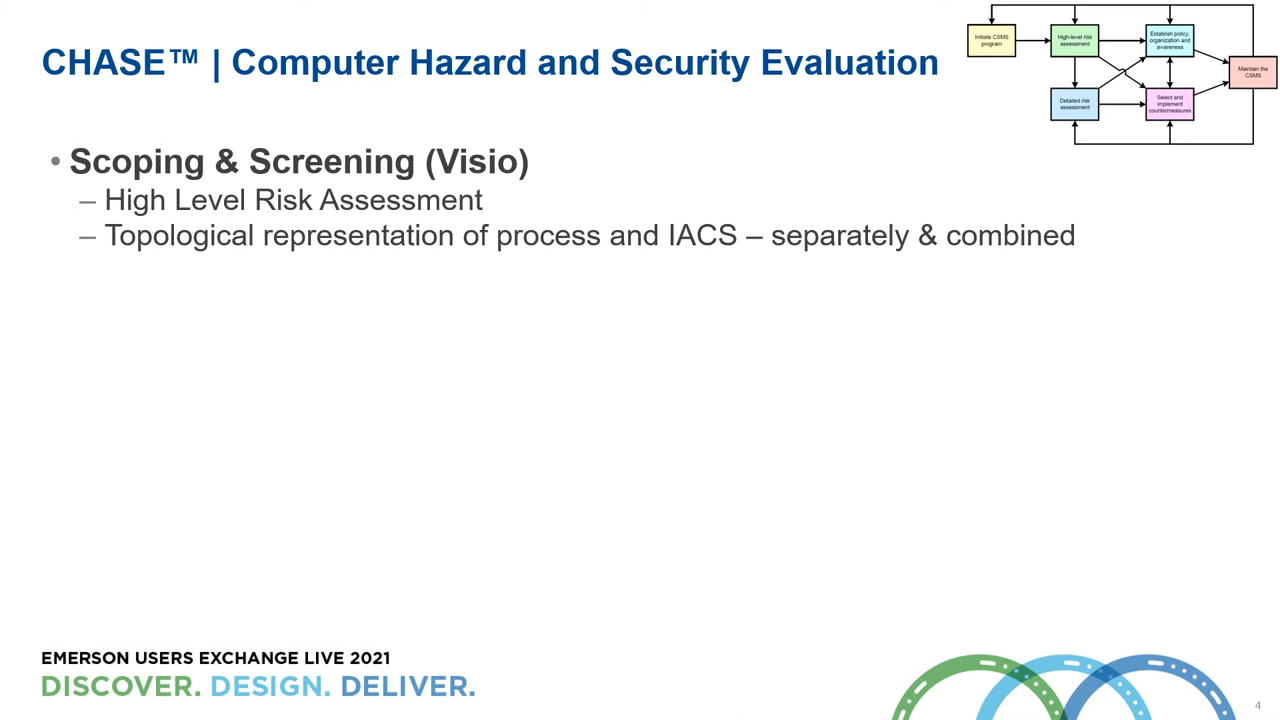 CHASE™ | Computer Hazard and Security Evaluation
Initiate CSMS
program
High-level risk
assessment
Establish policy,
organization and
awareness
Maintain the
CSMS
Detailed risk
assessment
Select and
implement
countermeasures
• Scoping & Screening (Visio)
– High Level Risk Assessment
– Topological representation of process and IACS – separately & combined
EMERSON USERS EXCHANGE LIVE 2021
DISCOVER. DESIGN. DELIVER.
4